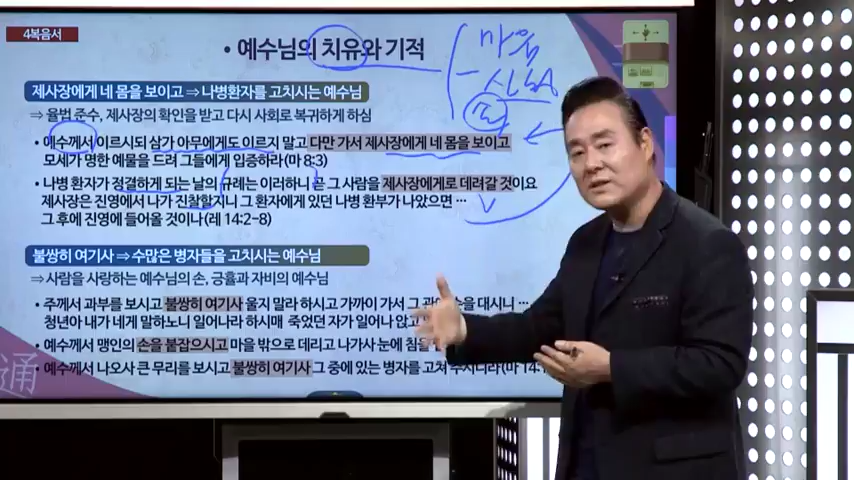 4복음서
• 예수님의 치유와 기적
제사장에게 네 몸을 보이고 ⇒ 나병환자를 고치시는 예수님
⇒ 율법 준수, 제사장의 확인을 받고 다시 사회로 복귀하게 하심
• 예수께서 이르시되 삼가 아무에게도 이르지 말고 다만 가서 제사장에게 네 몸을 보이고
모세가 명한 예물을 드려 그들에게 입증하라 (마 8:3)
• 나병 환자가 정결하게 되는 날의 규례는 이러하니 곧 그 사람을 제사장에게로 데려갈 것이요
제사장은 진영에서 나가 진찰할지니 그 환자에게 있던 나병 환부가 나았으면 …
그 후에 진영에 들어올 것이나 (레 14:2-8)
불쌍히 여기사 ⇒ 수많은 병자들을 고치시는 예수님
⇒ 사람을 사랑하는 예수님의 손, 긍휼과 자비의 예수님
• 주께서 과부를 보시고 불쌍히 여기사 울지 말라 하시고 가까이 가서 그 대시니 …
청년아 내가 네게 말하노니 일어나라 하시매 죽었던 자가 일어나 앉고
• 예수께서 맹인의 손을 붙잡으시고 마을 밖으로 데리고 나가사 눈에 침을
• 예수께서 나오사 큰 무리를 보시고 불쌍히 여기사 그 중에 있는 병자를 고쳐 주시니라 (마 14:
通